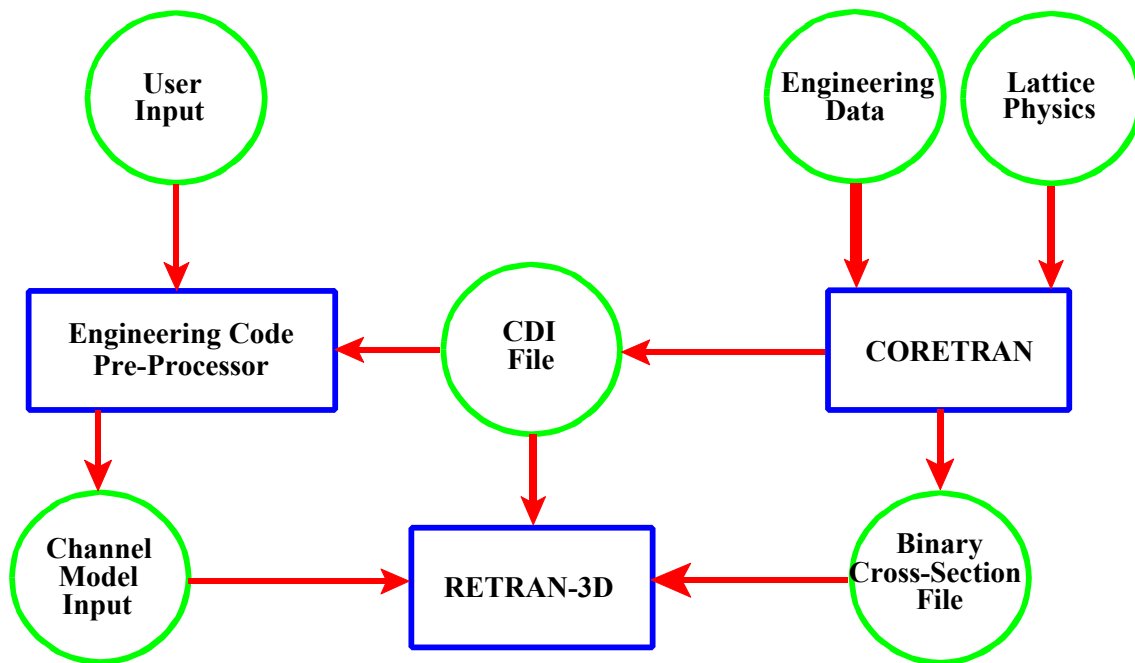 User
Input
Engineering
Data
Lattice
Physics
Engineering Code
Pre-Processor
CDI
File
CORETRAN
Channel
Model
Input
RETRAN-3D
Binary
Cross-Section
File